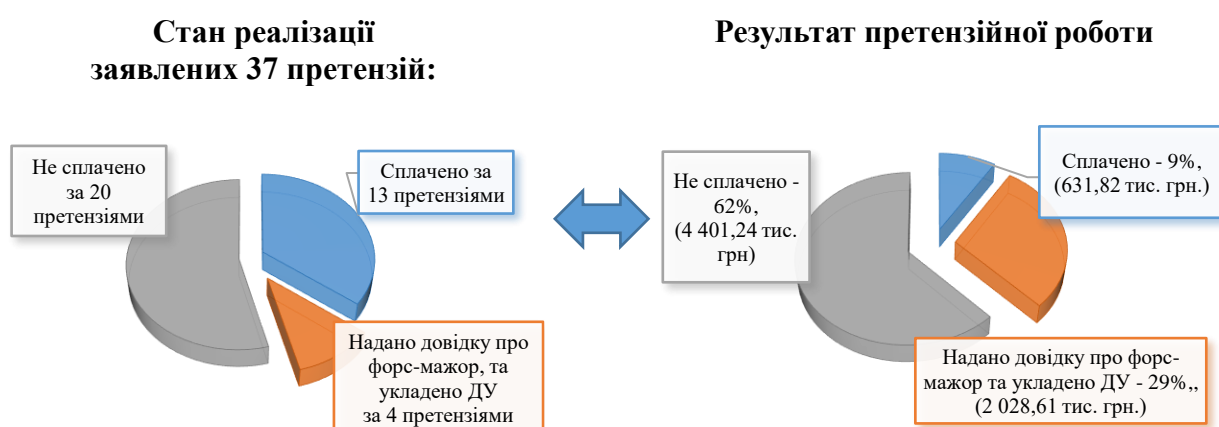 Стан реалізації
заявлених 37 претензій:
Не сплачено
за 20
претензіями
Сплачено за
13 претензіями
Надано довідку про
форс-мажор, та
укладено ДУ
за 4 претензіями
Результат претензійної роботи
Не сплачено -
62%,
(4 401,24 тис.
грн)
Сплачено - 9%,
(631,82 тис. грн.)
Надано довідку про форс-
мажор та укладено ДУ - 29%,,
(2 028,61 тис. грн.)